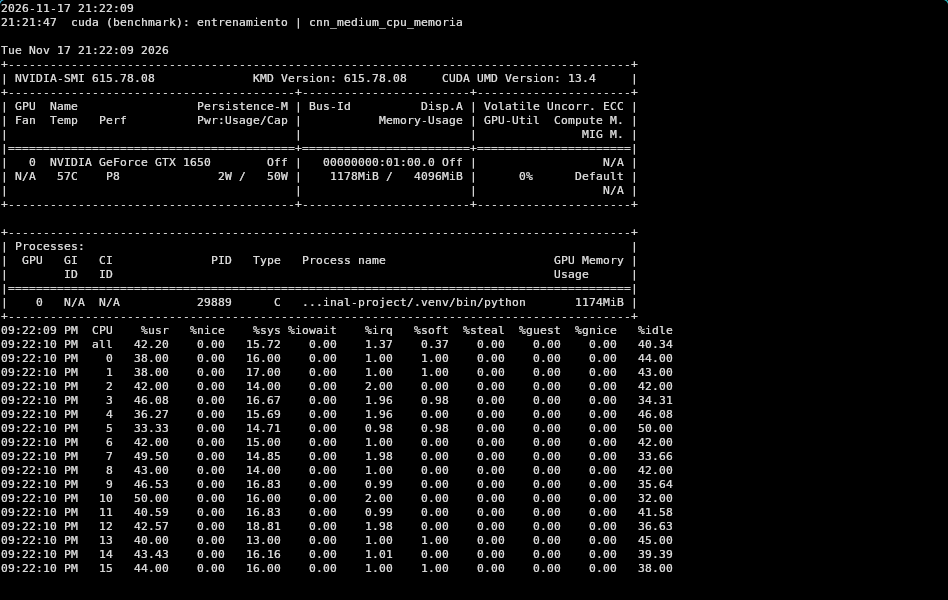 2026-11-17 21:22:09
21:21:47  cuda (benchmark): entrenamiento | cnn_medium_cpu_memoria

Tue Nov 17 21:22:09 2026
+-----------------------------------------------------------------------------------------+
| NVIDIA-SMI 615.78.08              KMD Version: 615.78.08     CUDA UMD Version: 13.4     |
+-----------------------------------------+------------------------+----------------------+
| GPU  Name                 Persistence-M | Bus-Id          Disp.A | Volatile Uncorr. ECC |
| Fan  Temp   Perf          Pwr:Usage/Cap |           Memory-Usage | GPU-Util  Compute M. |
|                                         |                        |               MIG M. |
|=========================================+========================+======================|
|   0  NVIDIA GeForce GTX 1650        Off |   00000000:01:00.0 Off |                  N/A |
| N/A   57C    P8              2W /   50W |    1178MiB /   4096MiB |      0%      Default |
|                                         |                        |                  N/A |
+-----------------------------------------+------------------------+----------------------+

+-----------------------------------------------------------------------------------------+
| Processes:                                                                              |
|  GPU   GI   CI              PID   Type   Process name                        GPU Memory |
|        ID   ID                                                               Usage      |
|=========================================================================================|
|    0   N/A  N/A           29889      C   ...inal-project/.venv/bin/python       1174MiB |
+-----------------------------------------------------------------------------------------+
09:22:09 PM  CPU    %usr   %nice    %sys %iowait    %irq   %soft  %steal  %guest  %gnice   %idle
09:22:10 PM  all   42.20    0.00   15.72    0.00    1.37    0.37    0.00    0.00    0.00   40.34
09:22:10 PM    0   38.00    0.00   16.00    0.00    1.00    1.00    0.00    0.00    0.00   44.00
09:22:10 PM    1   38.00    0.00   17.00    0.00    1.00    1.00    0.00    0.00    0.00   43.00
09:22:10 PM    2   42.00    0.00   14.00    0.00    2.00    0.00    0.00    0.00    0.00   42.00
09:22:10 PM    3   46.08    0.00   16.67    0.00    1.96    0.98    0.00    0.00    0.00   34.31
09:22:10 PM    4   36.27    0.00   15.69    0.00    1.96    0.00    0.00    0.00    0.00   46.08
09:22:10 PM    5   33.33    0.00   14.71    0.00    0.98    0.98    0.00    0.00    0.00   50.00
09:22:10 PM    6   42.00    0.00   15.00    0.00    1.00    0.00    0.00    0.00    0.00   42.00
09:22:10 PM    7   49.50    0.00   14.85    0.00    1.98    0.00    0.00    0.00    0.00   33.66
09:22:10 PM    8   43.00    0.00   14.00    0.00    1.00    0.00    0.00    0.00    0.00   42.00
09:22:10 PM    9   46.53    0.00   16.83    0.00    0.99    0.00    0.00    0.00    0.00   35.64
09:22:10 PM   10   50.00    0.00   16.00    0.00    2.00    0.00    0.00    0.00    0.00   32.00
09:22:10 PM   11   40.59    0.00   16.83    0.00    0.99    0.00    0.00    0.00    0.00   41.58
09:22:10 PM   12   42.57    0.00   18.81    0.00    1.98    0.00    0.00    0.00    0.00   36.63
09:22:10 PM   13   40.00    0.00   13.00    0.00    1.00    0.00    0.00    0.00    0.00   45.00
09:22:10 PM   14   43.43    0.00   16.16    0.00    1.01    0.00    0.00    0.00    0.00   39.39
09:22:10 PM   15   44.00    0.00   16.00    0.00    1.00    1.00    0.00    0.00    0.00   38.00